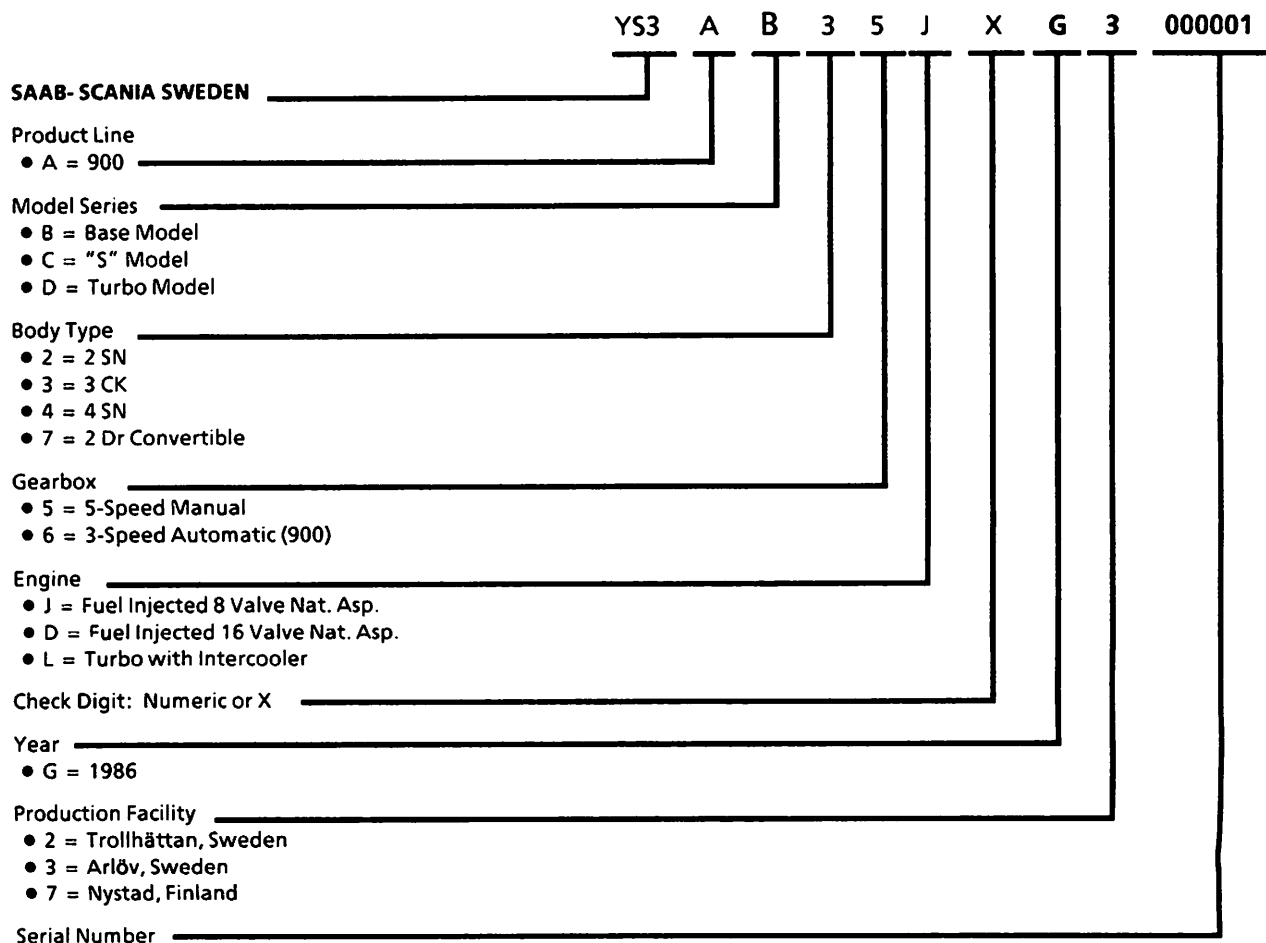 YS3 A B 3 5 J X G 3 000001
SAAB- SCANIA SWEDEN
Product Line
● A = 900
Model Series
● B = Base Model
● C = "S" Model
● D = Turbo Model
Body Type
● 2 = 2 SN
● 3 = 3 CK
● 4 = 4 SN
● 7 = 2 Dr Convertible
Gearbox
● 5 = 5-Speed Manual
● 6 = 3-Speed Automatic (900)
Engine
● J = Fuel Injected 8 Valve Nat. Asp.
● D = Fuel Injected 16 Valve Nat. Asp.
● L = Turbo with Intercooler
Check Digit: Numeric or X
Year
● G = 1986
Production Facility
● 2 = Trollhättan, Sweden
● 3 = Arlöv, Sweden
● 7 = Nystad, Finland
Serial Number